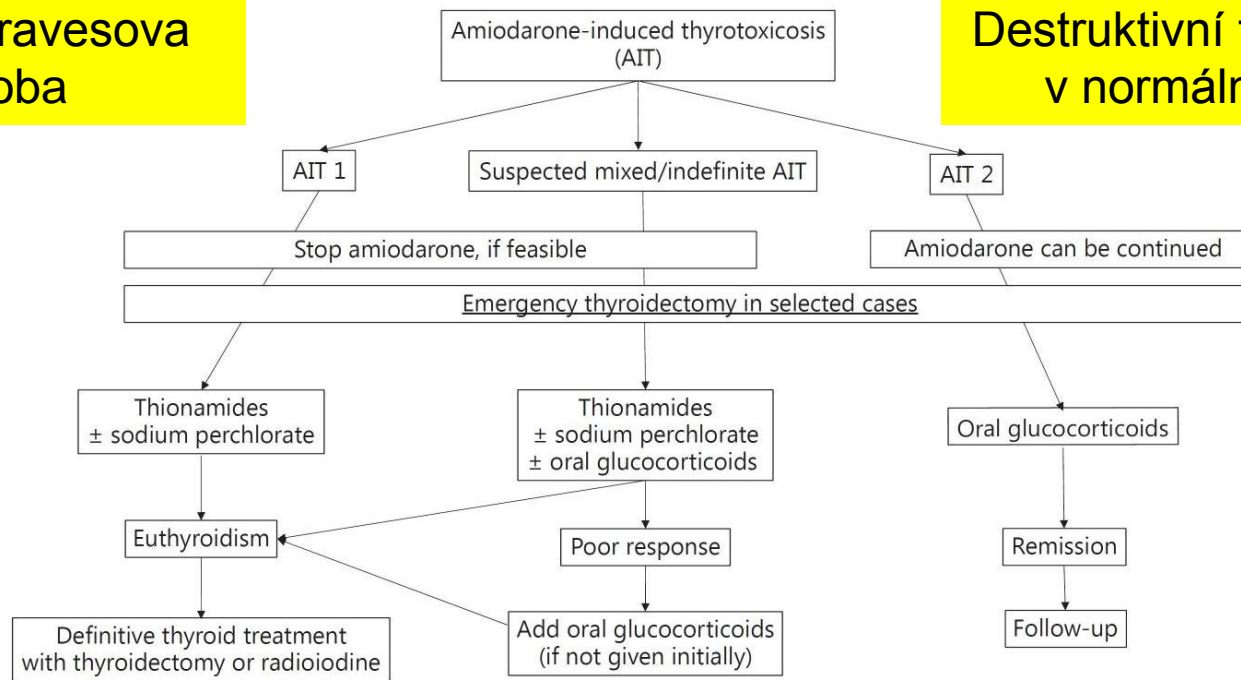 ravesova
oba
Destruktivní
v normáln
Amiodarone-induced thyrotoxicosis
(AIT)
AIT 1
Suspected mixed/indefinite AIT
AIT 2
Stop amiodarone, if feasible
Amiodarone can be continued
Emergency thyroidectomy in selected cases
Thionamides
± sodium perchlorate
Thionamides
± sodium perchlorate
± oral glucocorticoids
Oral glucocorticoids
Euthyroidism
Poor response
Remission
Definitive thyroid treatment
with thyroidectomy or radioiodine
Add oral glucocorticoids
(if not given initially)
Follow-up